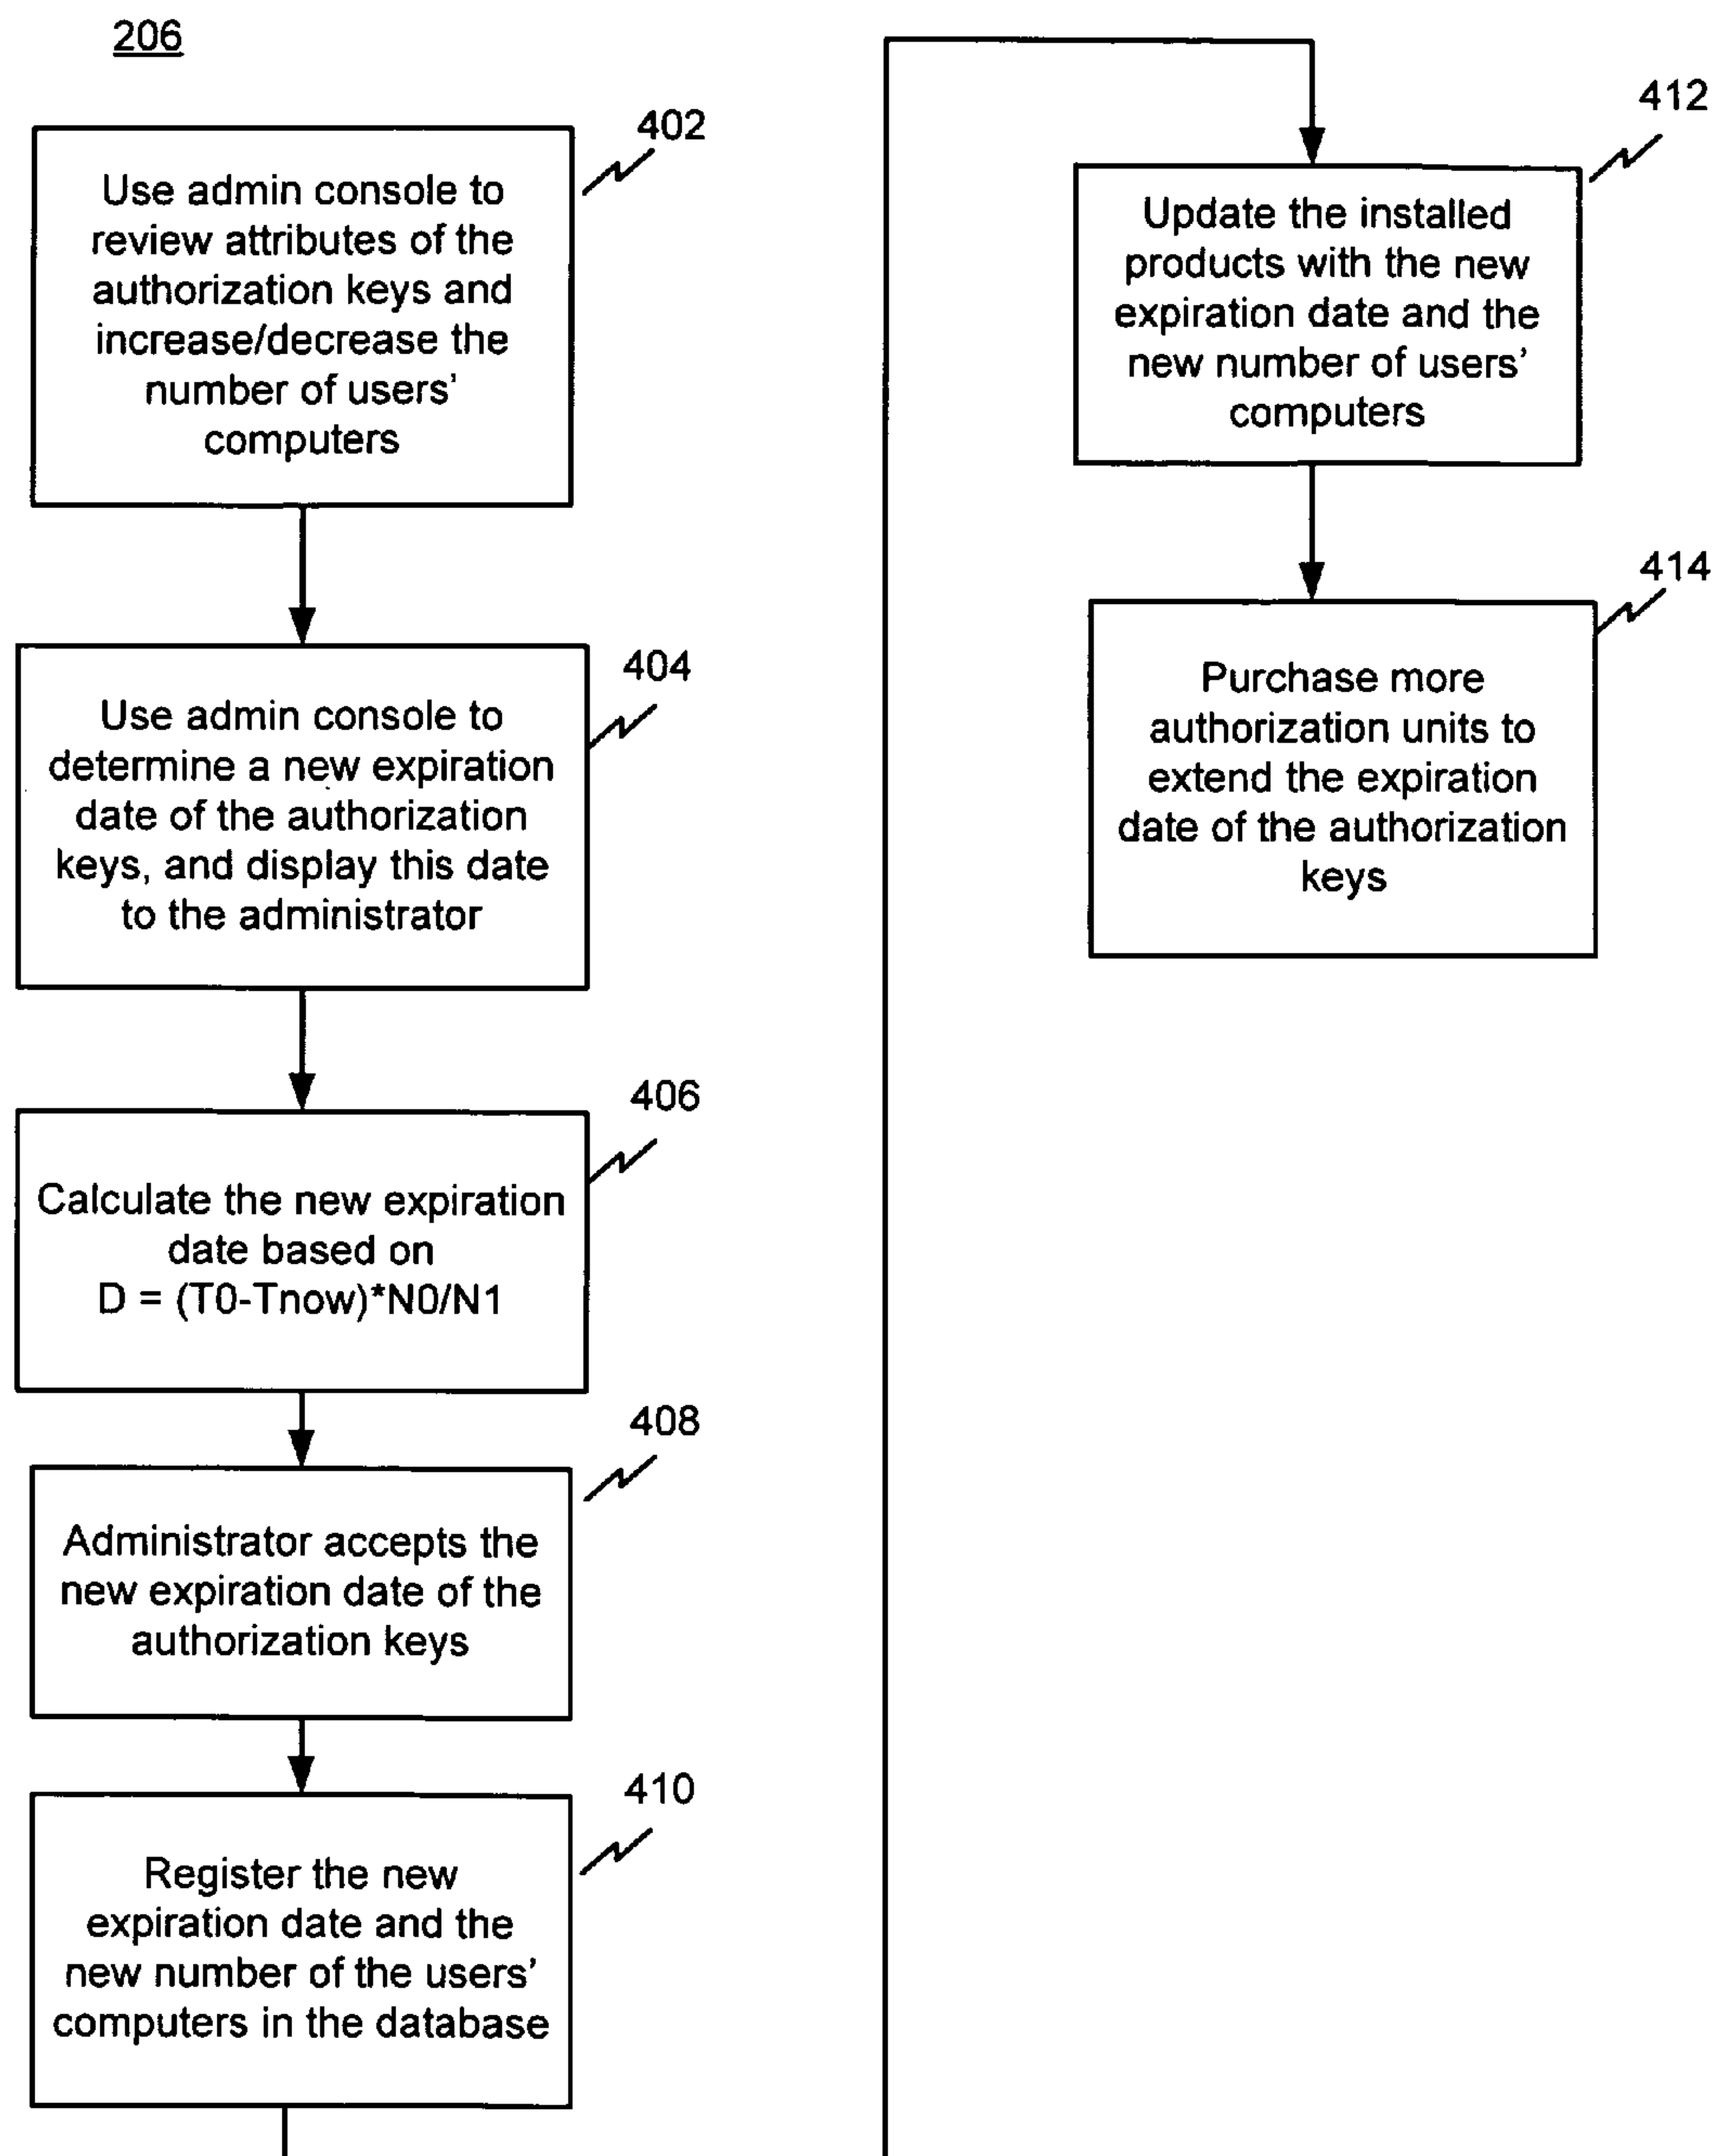 206
402
Use admin console to
review attributes of the
authorization keys and
increase/decrease the
number of users’
computers
404
Use admin console to
determine a new expiration
date of the authorization
keys, and display this date
to the administrator
406
Calculate the new expiration
date based on
D = (T0-Tnow)*N0/N1
408
Administrator accepts the
new expiration date of the
authorization keys
410
Register the new
expiration date and the
new number of the users’
computers in the database
412
Update the installed
products with the new
expiration date and the
new number of users’
computers
414
Purchase more
authorization units to
extend the expiration
date of the authorization
keys